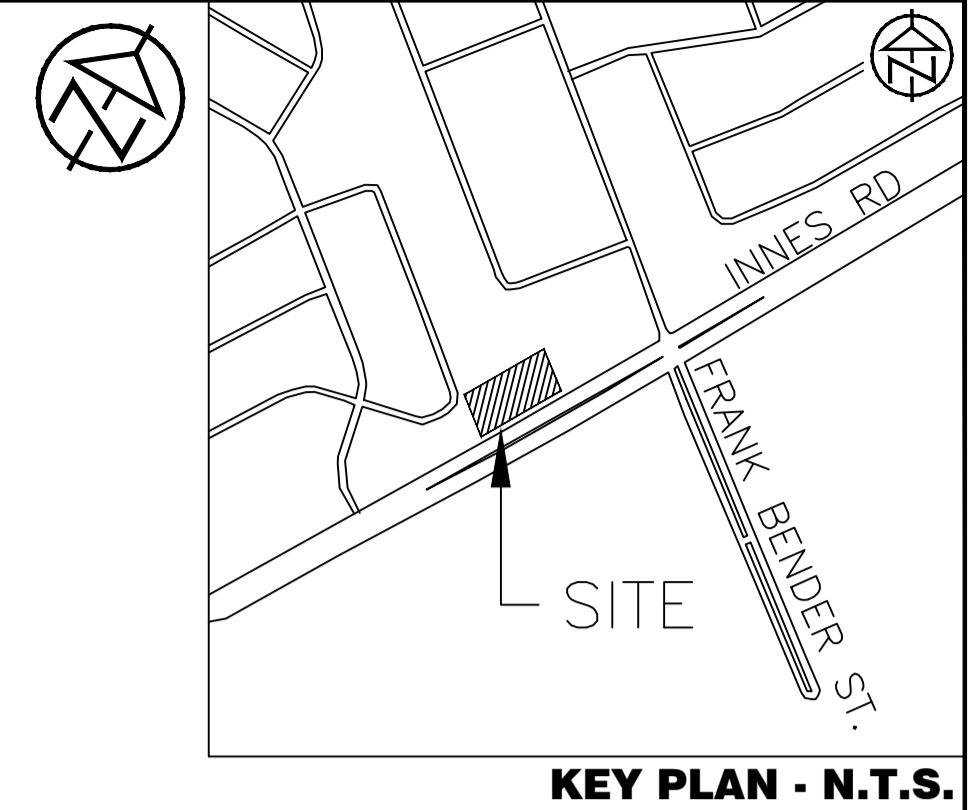 INNES RD
FRANK BENDER ST.
SITE
KEY PLAN - N.T.S.